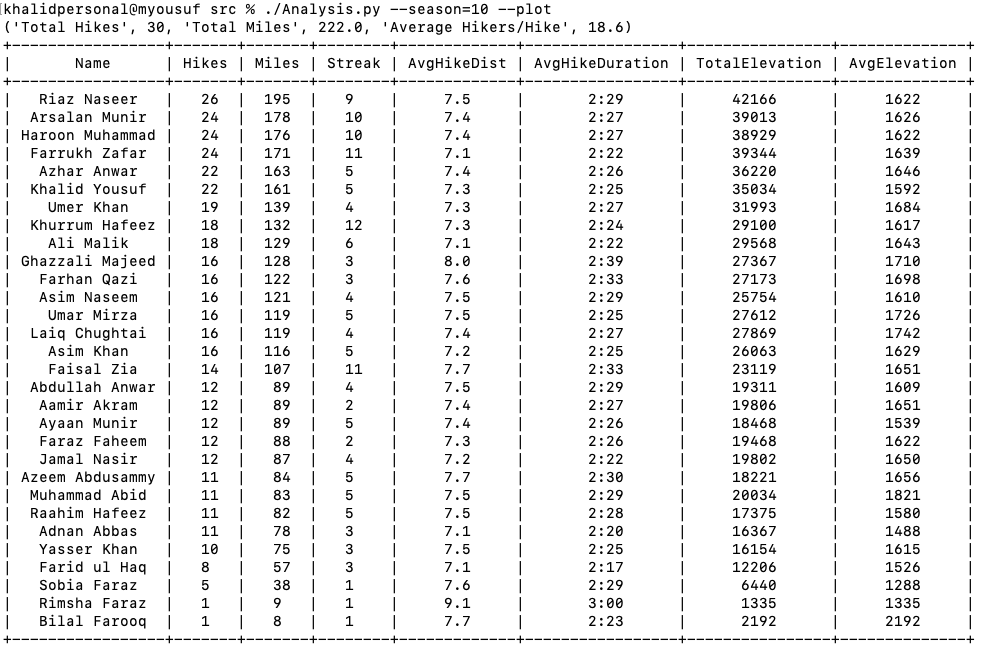 khalidpersonal@myousuf src % ./Analysis.py --season=10 --plot
('Total Hikes', 30, 'Total Miles', 222.0, 'Average Hikers/Hike', 18.6)
+-----------------+-------+-------+--------+-------------+-----------------+----------------+--------------+
| Name | Hikes | Miles | Streak | AvgHikeDist | AvgHikeDuration | TotalElevation | AvgElevation |
+-----------------+-------+-------+--------+-------------+-----------------+----------------+--------------+
| Riaz Naseer | 26 | 195 | 9 | 7.5 | 2:29 | 42166 | 1622 |
| Arsalan Munir | 24 | 178 | 10 | 7.4 | 2:27 | 39013 | 1626 |
| Haroon Muhammad | 24 | 176 | 10 | 7.4 | 2:27 | 38929 | 1622 |
| Farrukh Zafar | 24 | 171 | 11 | 7.1 | 2:22 | 39344 | 1639 |
| Azhar Anwar | 22 | 163 | 5 | 7.4 | 2:26 | 36220 | 1646 |
| Khalid Yousuf | 22 | 161 | 5 | 7.3 | 2:25 | 35034 | 1592 |
| Umer Khan | 19 | 139 | 4 | 7.3 | 2:27 | 31993 | 1684 |
| Khurrum Hafeez | 18 | 132 | 12 | 7.3 | 2:24 | 29100 | 1617 |
| Ali Malik | 18 | 129 | 6 | 7.1 | 2:22 | 29568 | 1643 |
| Ghazzali Majeed | 16 | 128 | 3 | 8.0 | 2:39 | 27367 | 1710 |
| Farhan Qazi | 16 | 122 | 3 | 7.6 | 2:33 | 27173 | 1698 |
| Asim Naseem | 16 | 121 | 4 | 7.5 | 2:29 | 25754 | 1610 |
| Umar Mirza | 16 | 119 | 5 | 7.5 | 2:25 | 27612 | 1726 |
| Laiq Chughtai | 16 | 119 | 4 | 7.4 | 2:27 | 27869 | 1742 |
| Asim Khan | 16 | 116 | 5 | 7.2 | 2:25 | 26063 | 1629 |
| Faisal Zia | 14 | 107 | 11 | 7.7 | 2:33 | 23119 | 1651 |
| Abdullah Anwar | 12 | 89 | 4 | 7.5 | 2:29 | 19311 | 1609 |
| Aamir Akram | 12 | 89 | 2 | 7.4 | 2:27 | 19806 | 1651 |
| Ayaan Munir | 12 | 89 | 5 | 7.4 | 2:26 | 18468 | 1539 |
| Faraz Faheem | 12 | 88 | 2 | 7.3 | 2:26 | 19468 | 1622 |
| Jamal Nasir | 12 | 87 | 4 | 7.2 | 2:22 | 19802 | 1650 |
| Azeem Abdusammy | 11 | 84 | 5 | 7.7 | 2:30 | 18221 | 1656 |
| Muhammad Abid | 11 | 83 | 5 | 7.5 | 2:29 | 20034 | 1821 |
| Raahim Hafeez | 11 | 82 | 5 | 7.5 | 2:28 | 17375 | 1580 |
| Adnan Abbas | 11 | 78 | 3 | 7.1 | 2:20 | 16367 | 1488 |
| Yasser Khan | 10 | 75 | 3 | 7.5 | 2:25 | 16154 | 1615 |
| Farid ul Haq | 8 | 57 | 3 | 7.1 | 2:17 | 12206 | 1526 |
| Sobia Faraz | 5 | 38 | 1 | 7.6 | 2:29 | 6440 | 1288 |
| Rimsha Faraz | 1 | 9 | 1 | 9.1 | 3:00 | 1335 | 1335 |
| Bilal Farooq | 1 | 8 | 1 | 7.7 | 2:23 | 2192 | 2192 |
+-----------------+-------+-------+--------+-------------+-----------------+----------------+--------------+